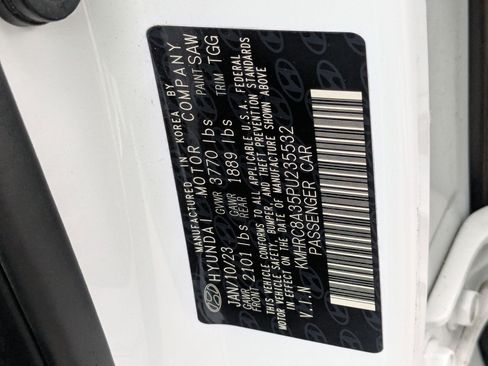 MANUFACTURED IN KOREA BY
HYUNDAI MOTOR COMPANY
JAN/10/23 GVWR 3770 lbs PAINT SAW
GAWR FRONT 2101 lbs GAWR REAR 1889 lbs TRIM TGG
THIS VEHICLE CONFORMS TO ALL APPLICABLE U.S.A. FEDERAL
MOTOR VEHICLE SAFETY, BUMPER, AND THEFT PREVENTION STANDARDS
IN EFFECT ON THE DATE OF MANUFACTURE SHOWN ABOVE
V.I.N KMHRC8A35PU235532
PASSENGER CAR